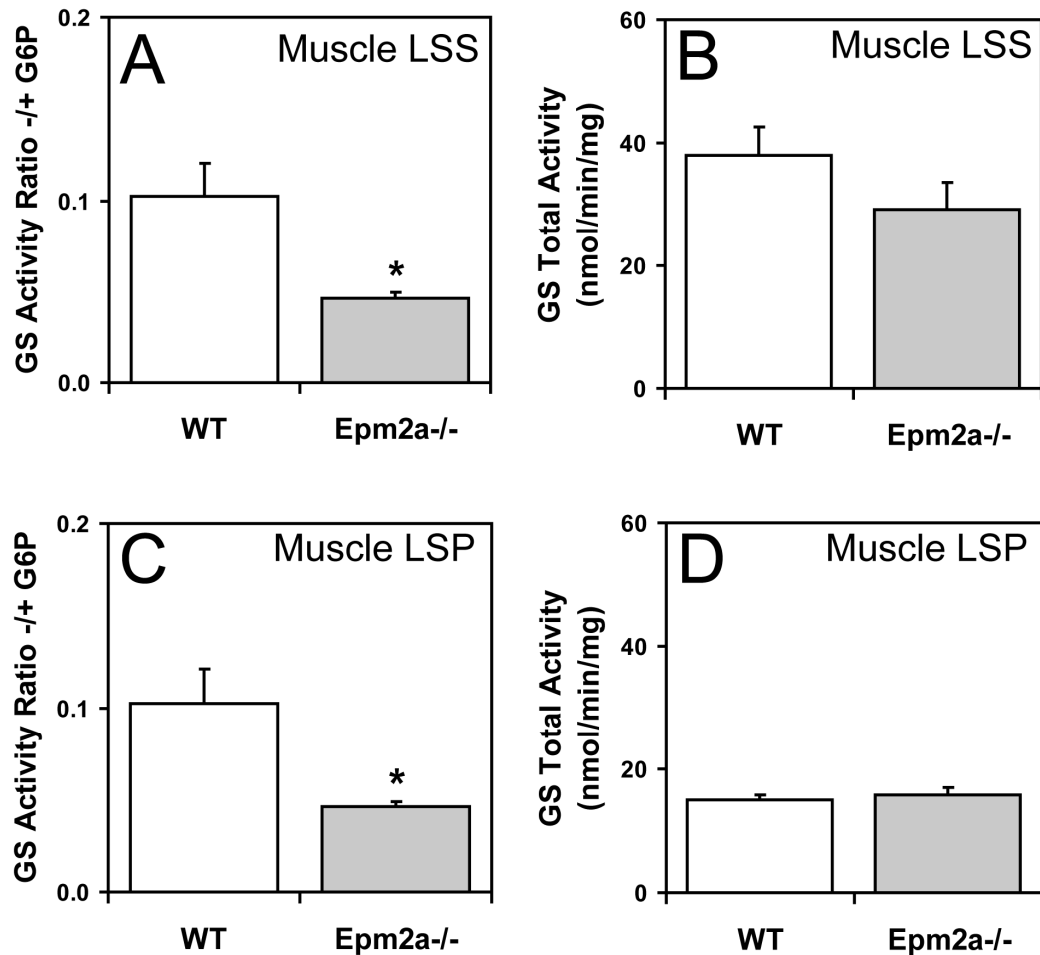 A
Muscle LSS
GS Activity Ratio -/+ G6P
0.2
0.1
0.0
*
WT
Epm2a-/-
B
Muscle LSS
GS Total Activity
(nmol/min/mg)
60
40
20
0
WT
Epm2a-/-
C
Muscle LSP
GS Activity Ratio -/+ G6P
0.2
0.1
0.0
*
WT
Epm2a-/-
D
Muscle LSP
GS Total Activity
(nmol/min/mg)
60
40
20
0
WT
Epm2a-/-